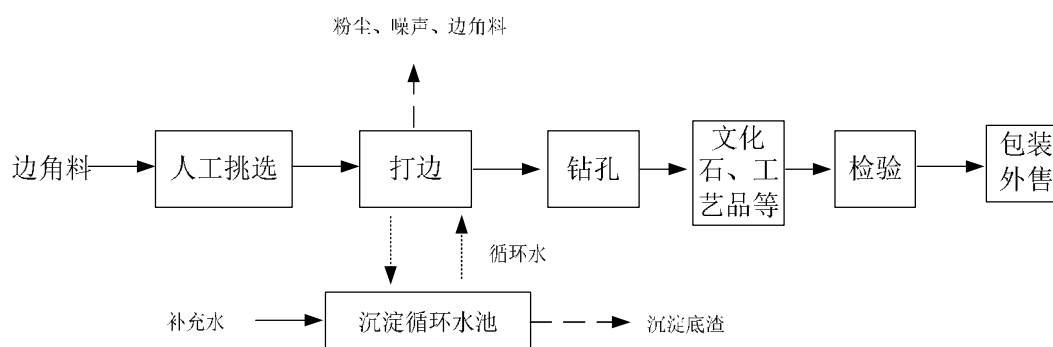 粉尘、噪声、边角料
边角料
人工挑选
打边
钻孔
文化
石、工
艺品等
检验
包装
外售
循环水
补充水
沉淀循环水池
沉淀底渣